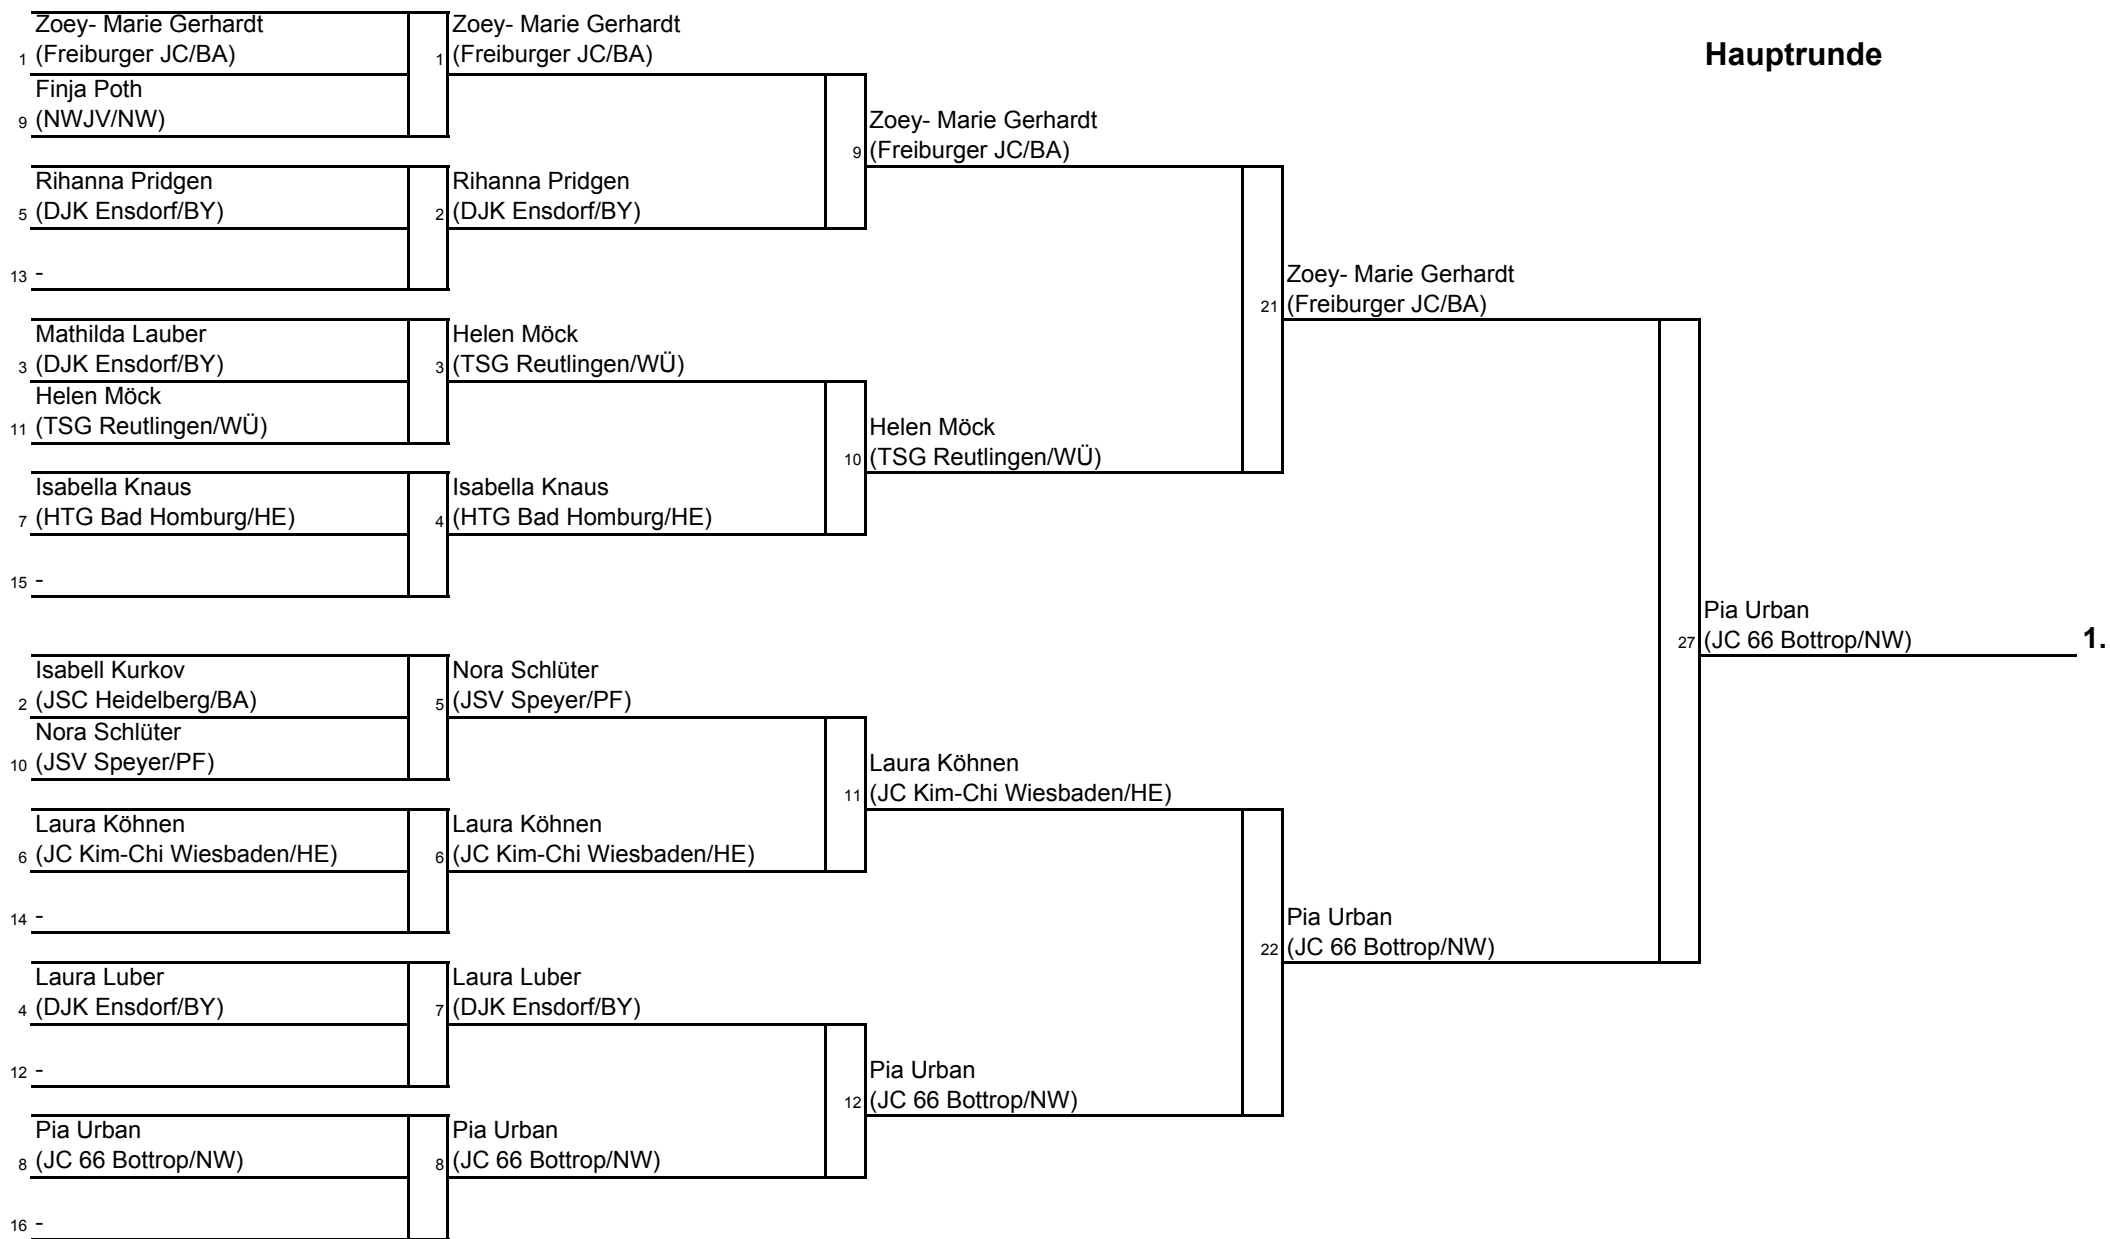 Hauptrunde
Zoey- Marie Gerhardt
1 (Freiburger JC/BA)
Finja Poth
9 (NWJV/NW)
Rihanna Pridgen
5 (DJK Ensdorf/BY)
13 -
Mathilda Lauber
3 (DJK Ensdorf/BY)
Helen Möck
11 (TSG Reutlingen/WÜ)
Isabella Knaus
7 (HTG Bad Homburg/HE)
15 -
Isabell Kurkov
2 (JSC Heidelberg/BA)
Nora Schlüter
10 (JSV Speyer/PF)
Laura Köhnen
6 (JC Kim-Chi Wiesbaden/HE)
14 -
Laura Luber
4 (DJK Ensdorf/BY)
12 -
Pia Urban
8 (JC 66 Bottrop/NW)
16 -
Zoey- Marie Gerhardt
1 (Freiburger JC/BA)
Rihanna Pridgen
2 (DJK Ensdorf/BY)
Helen Möck
3 (TSG Reutlingen/WÜ)
Isabella Knaus
4 (HTG Bad Homburg/HE)
Nora Schlüter
5 (JSV Speyer/PF)
Laura Köhnen
6 (JC Kim-Chi Wiesbaden/HE)
Laura Luber
7 (DJK Ensdorf/BY)
Pia Urban
8 (JC 66 Bottrop/NW)
Zoey- Marie Gerhardt
9 (Freiburger JC/BA)
Helen Möck
10 (TSG Reutlingen/WÜ)
Laura Köhnen
11 (JC Kim-Chi Wiesbaden/HE)
Pia Urban
12 (JC 66 Bottrop/NW)
Zoey- Marie Gerhardt
21 (Freiburger JC/BA)
Pia Urban
22 (JC 66 Bottrop/NW)
Pia Urban
27 (JC 66 Bottrop/NW) 1.